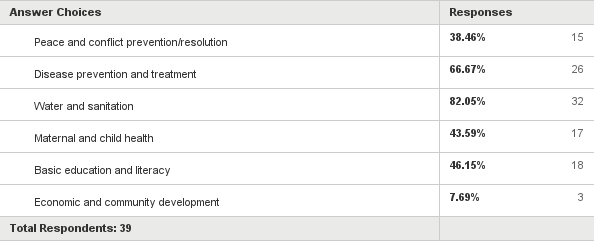 Answer Choices Responses
Peace and conflict prevention/resolution 38.46% 15
Disease prevention and treatment 66.67% 26
Water and sanitation 82.05% 32
Maternal and child health 43.59% 17
Basic education and literacy 46.15% 18
Economic and community development 7.69% 3
Total Respondents: 39